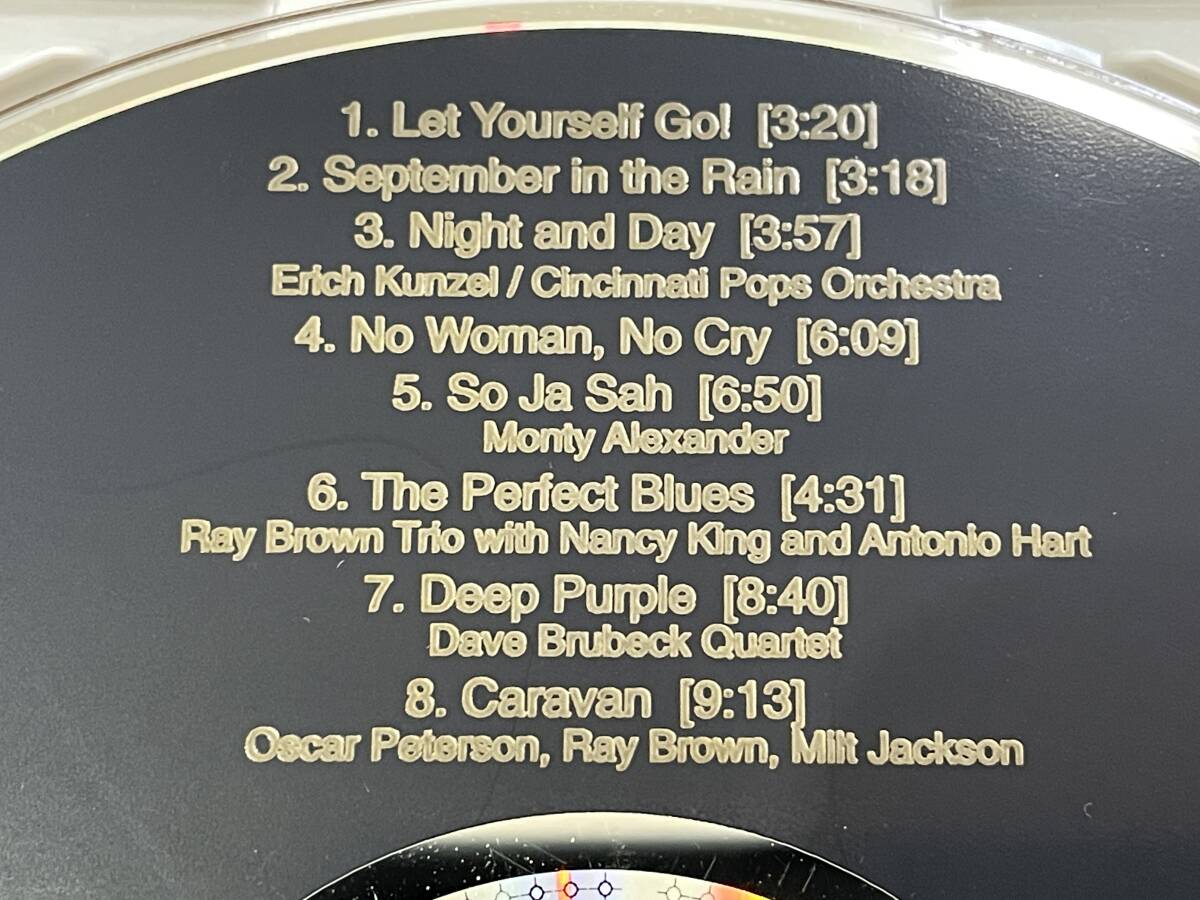 1. Let Yourself Go! [3:20]
2. September in the Rain [3:18]
3. Night and Day [3:57]
Erich Kunzel / Cincinnati Pops Orchestra
4. No Woman, No Cry [6:09]
5. So Ja Sah [6:50]
Monty Alexander
6. The Perfect Blues [4:31]
Ray Brown Trio with Nancy King and Antonio Hart
7. Deep Purple [8:40]
Dave Brubeck Quartet
8. Caravan [9:13]
Oscar Peterson, Ray Brown, Milt Jackson